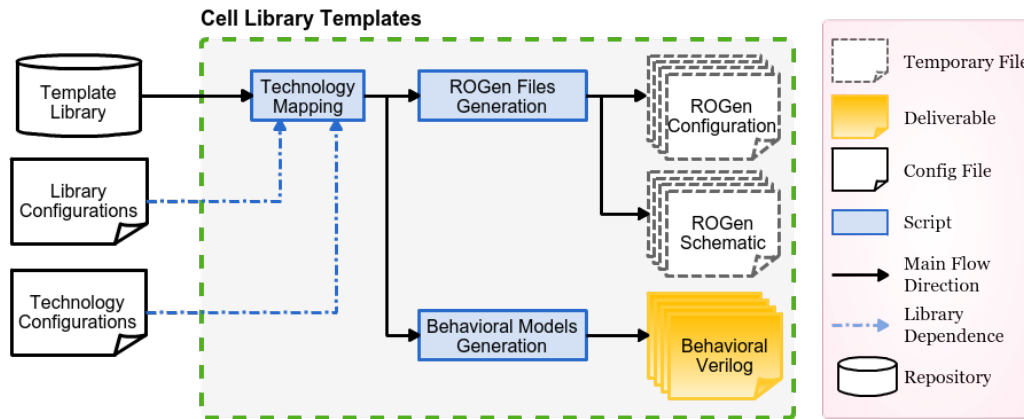 Cell Library Templates
Template
Library
Technology
Mapping
ROGen Files
Generation
ROGen
Configuration
Library
Configurations
ROGen
Schematic
Technology
Configurations
Behavioral Models
Generation
Behavioral
Verilog
Temporary File
Deliverable
Config File
Script
Main Flow
Direction
Library
Dependence
Repository